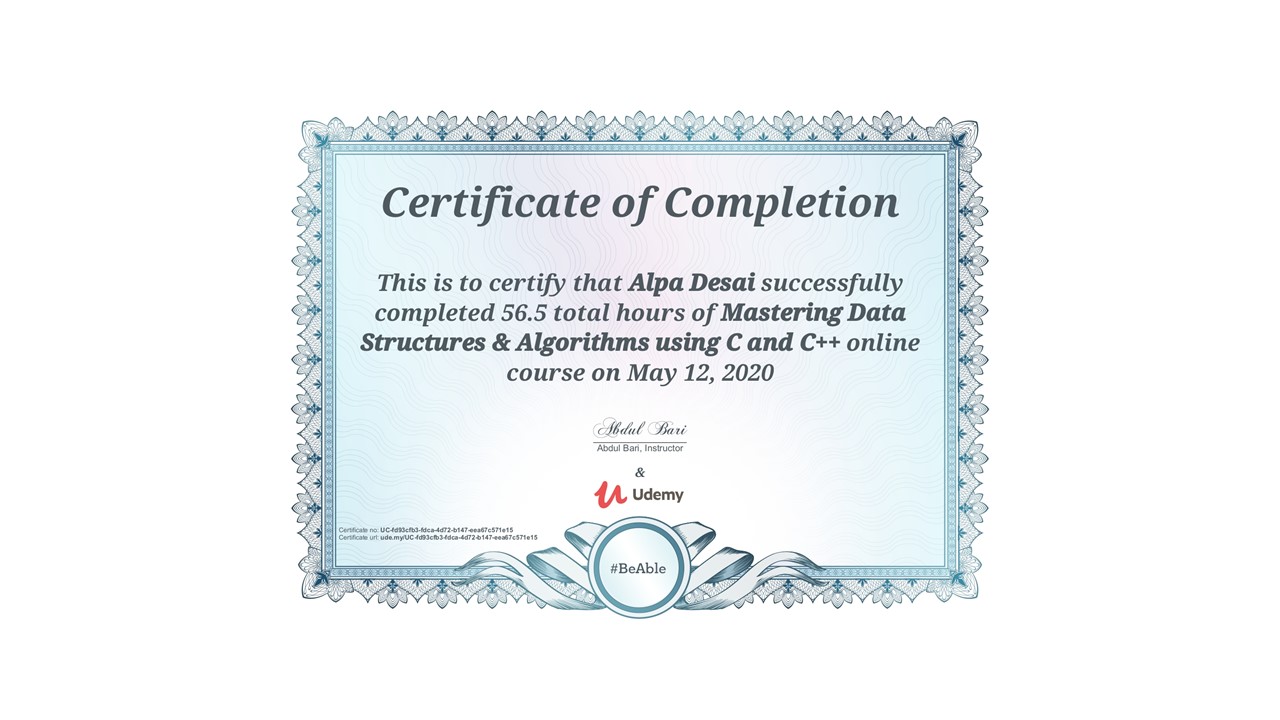 Certificate of Completion
This is to certify that Alpa Desai successfully
completed 56.5 total hours of Mastering Data
Structures & Algorithms using C and C++ online
course on May 12, 2020
Abdul Bari
Abdul Bari, Instructor
&
Udemy
Certificate no: UC-fd93cfb3-fdca-4d72-b147-eea67c571e15
Certificate url: ude.my/UC-fd93cfb3-fdca-4d72-b147-eea67c571e15
#BeAble